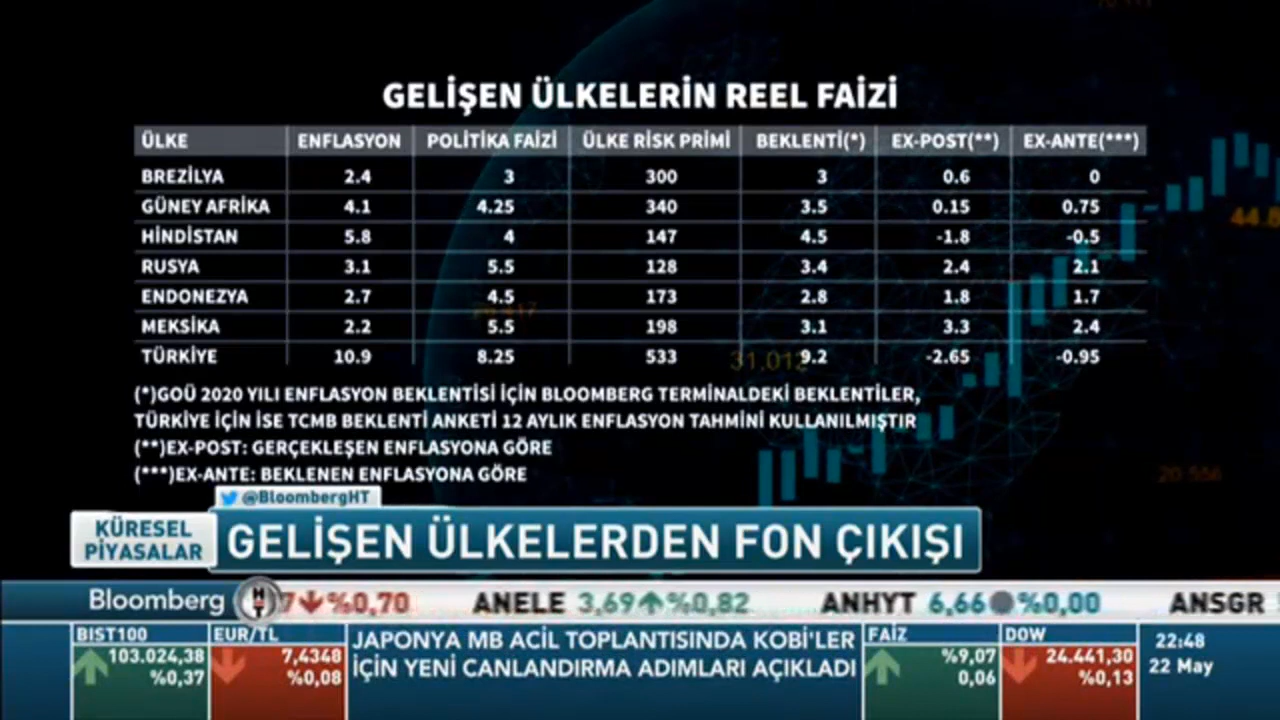 GELİŞEN ÜLKELERİN REEL FAİZİ
ÜLKE ENFLASYON POLİTİKA FAİZİ ÜLKE RİSK PRİMİ BEKLENTİ(*) EX-POST(**) EX-ANTE(***)
BREZİLYA 2.4 3 300 3 0.6 0
GÜNEY AFRİKA 4.1 4.25 340 3.5 0.15 0.75
HİNDİSTAN 5.8 4 147 4.5 -1.8 -0.5
RUSYA 3.1 5.5 128 3.4 2.4 2.1
ENDONEZYA 2.7 4.5 173 2.8 1.8 1.7
MEKSİKA 2.2 5.5 198 3.1 3.3 2.4
TÜRKİYE 10.9 8.25 533 9.2 -2.65 -0.95
31.012
(*)GOÜ 2020 YILI ENFLASYON BEKLENTİSİ İÇİN BLOOMBERG TERMİNALDEKİ BEKLENTİLER,
TÜRKİYE İÇİN İSE TCMB BEKLENTİ ANKETİ 12 AYLIK ENFLASYON TAHMİNİ KULLANILMIŞTIR
(**)EX-POST: GERÇEKLEŞEN ENFLASYONA GÖRE
(***)EX-ANTE: BEKLENEN ENFLASYONA GÖRE
@BloombergHT
KÜRESEL
PİYASALAR
GELİŞEN ÜLKELERDEN FON ÇIKIŞI
Bloomberg HT 7 %0,70 ANELE 3,69 %0,82 ANHYT 6,66 %0,00 ANSGR
BIST100
103.024,38
%0,37
EUR/TL
7,4348
%0,08
JAPONYA MB ACİL TOPLANTISINDA KOBİ'LER
İÇİN YENİ CANLANDIRMA ADIMLARI AÇIKLADI
FAİZ
%9,07
0,06
DOW
24.441,30
%0,13
22:48
22 May